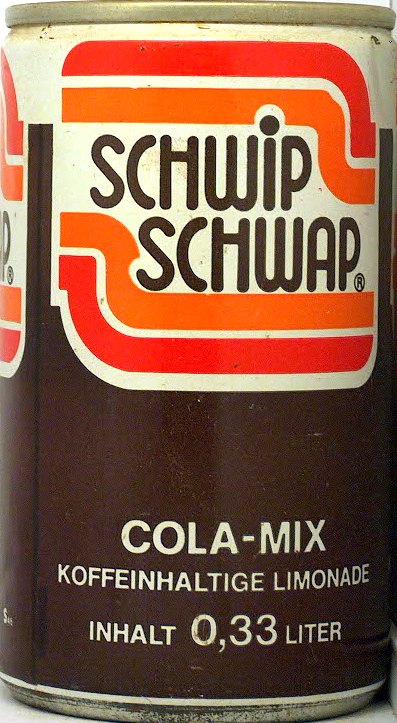 SCHWIP
SCHWAP®
COLA-MIX
KOFFEINHALTIGE LIMONADE
INHALT 0,33 LITER